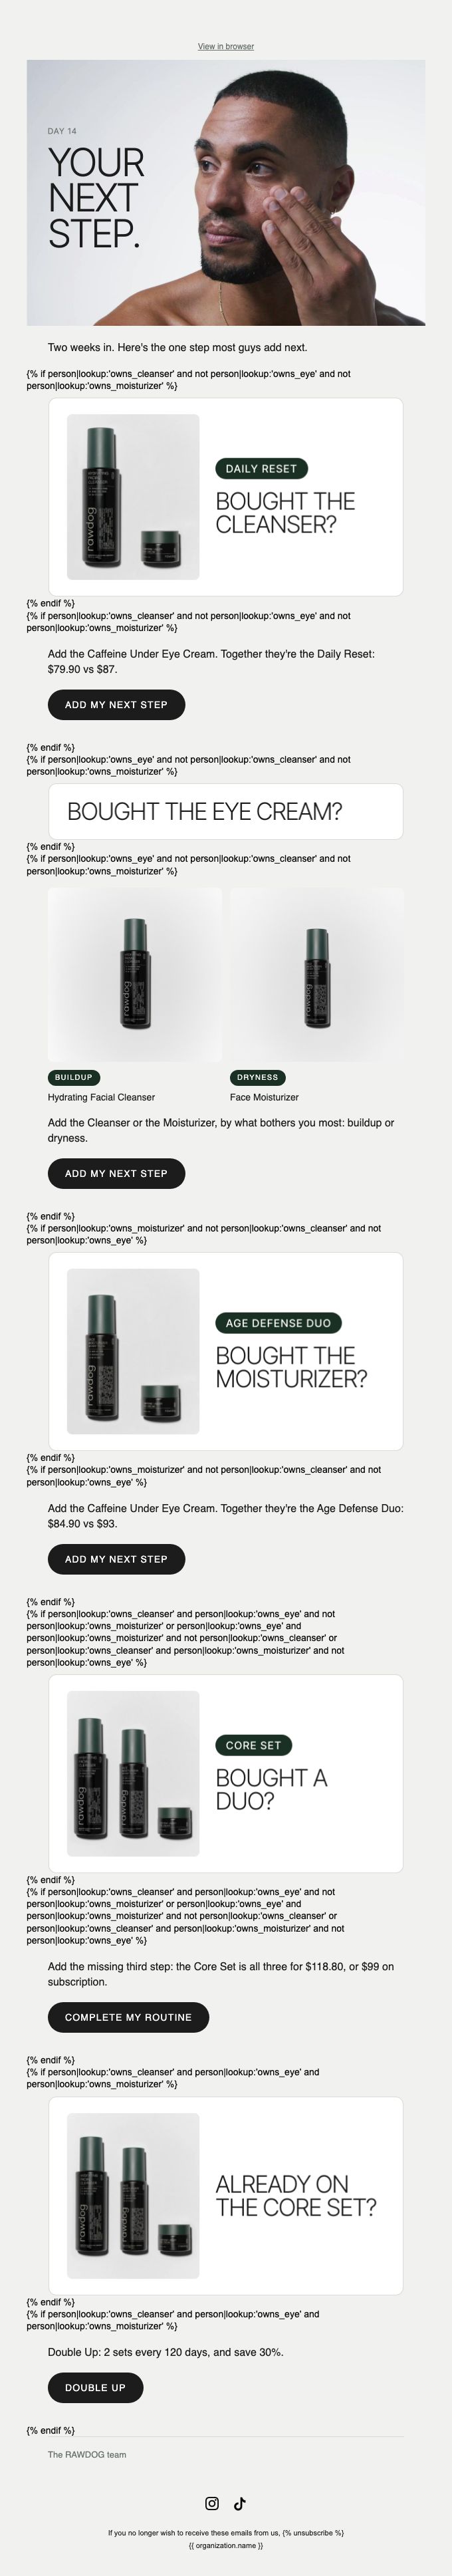 View in browser
DAY 14
YOUR
NEXT
STEP.
Two weeks in. Here's the one step most guys add next.
{% if person|lookup:'owns_cleanser' and not person|lookup:'owns_eye' and not
person|lookup:'owns_moisturizer' %}
rawdog
DAILY RESET
BOUGHT THE
CLEANSER?
{% endif %}
{% if person|lookup:'owns_cleanser' and not person|lookup:'owns_eye' and not
person|lookup:'owns_moisturizer' %}
Add the Caffeine Under Eye Cream. Together they're the Daily Reset:
$79.90 vs $87.
ADD MY NEXT STEP
{% endif %}
{% if person|lookup:'owns_eye' and not person|lookup:'owns_cleanser' and not
person|lookup:'owns_moisturizer' %}
BOUGHT THE EYE CREAM?
{% endif %}
{% if person|lookup:'owns_eye' and not person|lookup:'owns_cleanser' and not
person|lookup:'owns_moisturizer' %}
rawdog
rawdog
BUILDUP
DRYNESS
Hydrating Facial Cleanser
Face Moisturizer
Add the Cleanser or the Moisturizer, by what bothers you most: buildup or
dryness.
ADD MY NEXT STEP
{% endif %}
{% if person|lookup:'owns_moisturizer' and not person|lookup:'owns_cleanser' and not
person|lookup:'owns_eye' %}
rawdog
AGE DEFENSE DUO
BOUGHT THE
MOISTURIZER?
{% endif %}
{% if person|lookup:'owns_moisturizer' and not person|lookup:'owns_cleanser' and not
person|lookup:'owns_eye' %}
Add the Caffeine Under Eye Cream. Together they're the Age Defense Duo:
$84.90 vs $93.
ADD MY NEXT STEP
{% endif %}
{% if person|lookup:'owns_cleanser' and person|lookup:'owns_eye' and not
person|lookup:'owns_moisturizer' or person|lookup:'owns_eye' and
person|lookup:'owns_moisturizer' and not person|lookup:'owns_cleanser' or
person|lookup:'owns_cleanser' and person|lookup:'owns_moisturizer' and not
person|lookup:'owns_eye' %}
rawdog
rawdog
CORE SET
BOUGHT A
DUO?
{% endif %}
{% if person|lookup:'owns_cleanser' and person|lookup:'owns_eye' and not
person|lookup:'owns_moisturizer' or person|lookup:'owns_eye' and
person|lookup:'owns_moisturizer' and not person|lookup:'owns_cleanser' or
person|lookup:'owns_cleanser' and person|lookup:'owns_moisturizer' and not
person|lookup:'owns_eye' %}
Add the missing third step: the Core Set is all three for $118.80, or $99 on
subscription.
COMPLETE MY ROUTINE
{% endif %}
{% if person|lookup:'owns_cleanser' and person|lookup:'owns_eye' and
person|lookup:'owns_moisturizer' %}
rawdog
rawdog
ALREADY ON
THE CORE SET?
{% endif %}
{% if person|lookup:'owns_cleanser' and person|lookup:'owns_eye' and
person|lookup:'owns_moisturizer' %}
Double Up: 2 sets every 120 days, and save 30%.
DOUBLE UP
{% endif %}
The RAWDOG team
If you no longer wish to receive these emails from us, {% unsubscribe %}
{{ organization.name }}